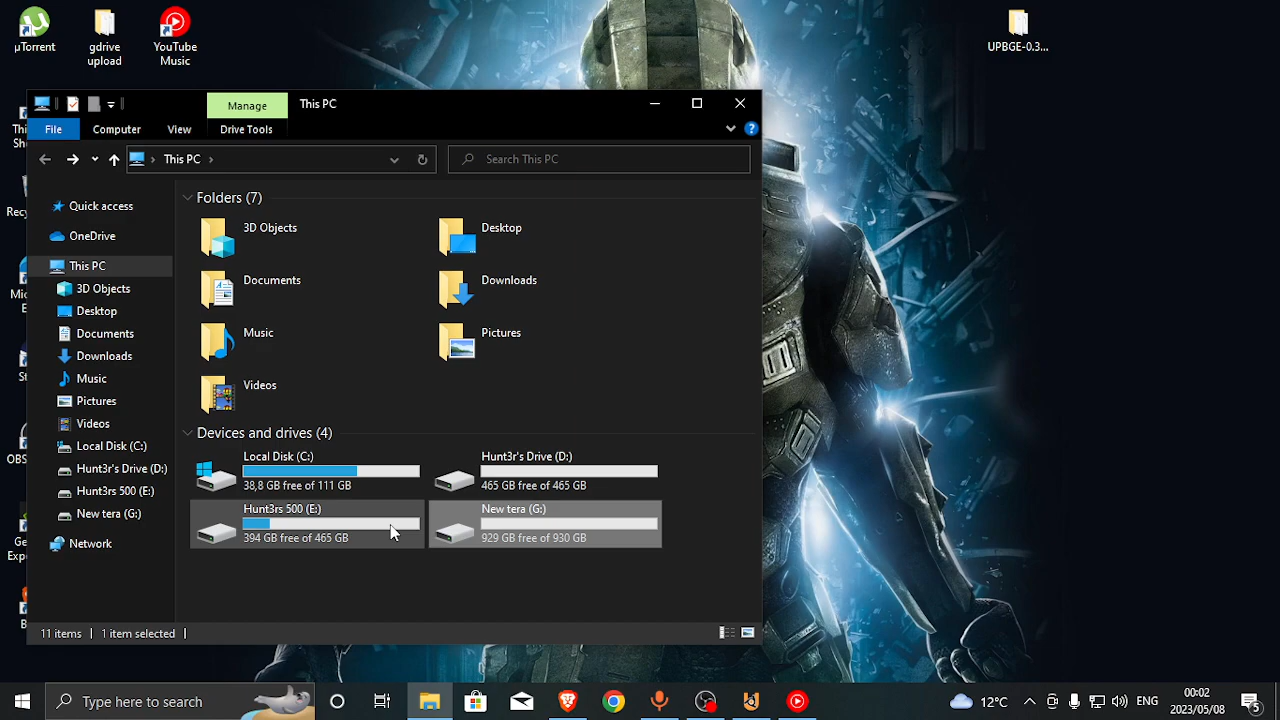 µTorrent
gdrive
upload
YouTube
Music
UPBGE-0.3...
Manage
This PC
File
Computer
View
Drive Tools
This PC
Search This PC
Quick access
OneDrive
This PC
3D Objects
Desktop
Documents
Downloads
Music
Pictures
Videos
Local Disk (C:)
Hunt3r's Drive (D:)
Hunt3rs 500 (E:)
New tera (G:)
Network
Folders (7)
3D Objects
Desktop
Documents
Downloads
Music
Pictures
Videos
Devices and drives (4)
Local Disk (C:)
38,8 GB free of 111 GB
Hunt3r's Drive (D:)
465 GB free of 465 GB
Hunt3rs 500 (E:)
394 GB free of 465 GB
New tera (G:)
929 GB free of 930 GB
11 items
1 item selected
Type here to search
12°C
ENG
00:02
2023/05/08
5